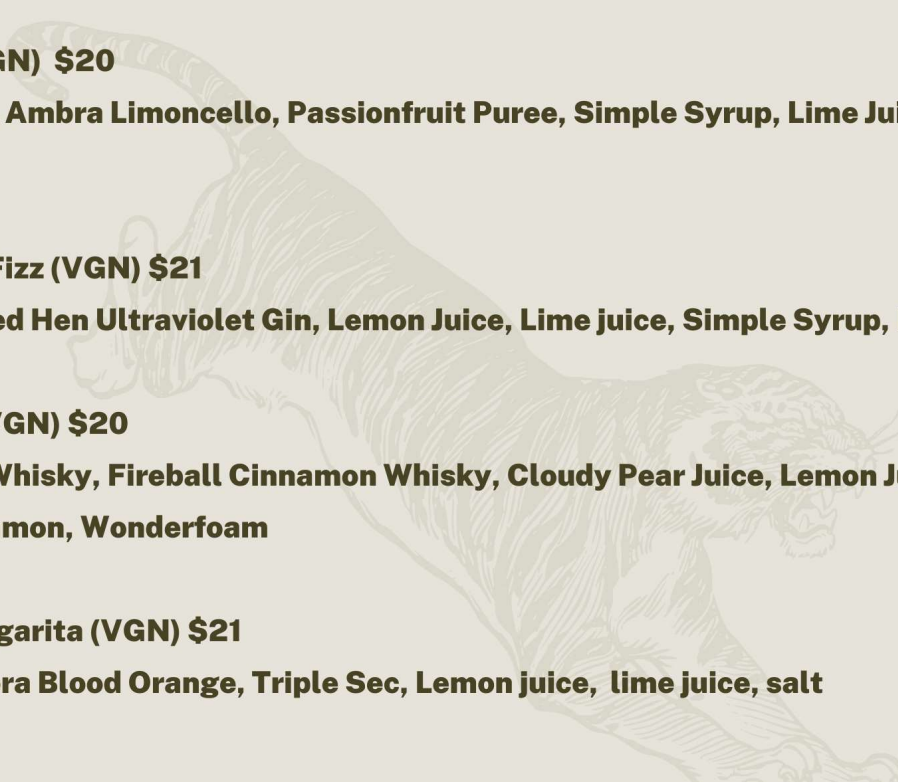 GN) $20
Ambra Limoncello, Passionfruit Puree, Simple Syrup, Lime Jui
Fizz (VGN) $21
ed Hen Ultraviolet Gin, Lemon Juice, Lime juice, Simple Syrup,
VGN) $20
Whisky, Fireball Cinnamon Whisky, Cloudy Pear Juice, Lemon Ju
mon, Wonderfoam
garita (VGN) $21
ra Blood Orange, Triple Sec, Lemon juice, lime juice, salt